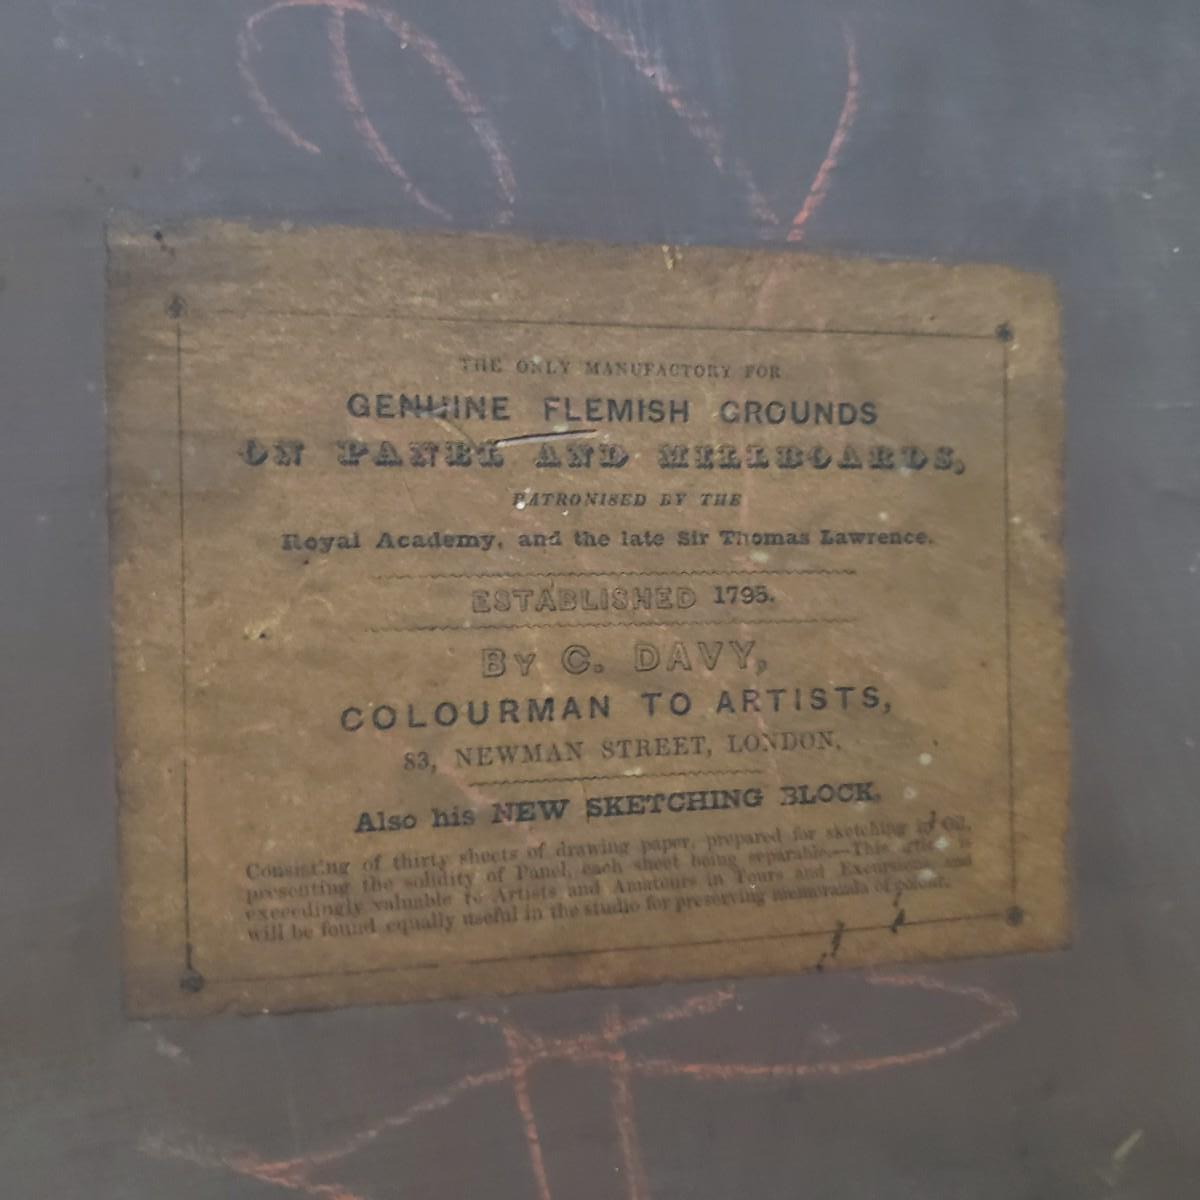 THE ONLY MANUFACTORY FOR
GENUINE FLEMISH GROUNDS
ON PANEL AND MILLBOARDS,
PATRONISED BY THE
Royal Academy, and the late Sir Thomas Lawrence.
ESTABLISHED 1795.
BY C. DAVY,
COLOURMAN TO ARTISTS,
83, NEWMAN STREET, LONDON.
Also his NEW SKETCHING BLOCK,
Consisting of thirty sheets of drawing paper, prepared for sketching in Oil,
presenting the solidity of Panel, each sheet being separable.—This article is
exceedingly valuable to Artists and Amateurs in Tours and Excursions and
will be found equally useful in the studio for preserving memoranda of colour.